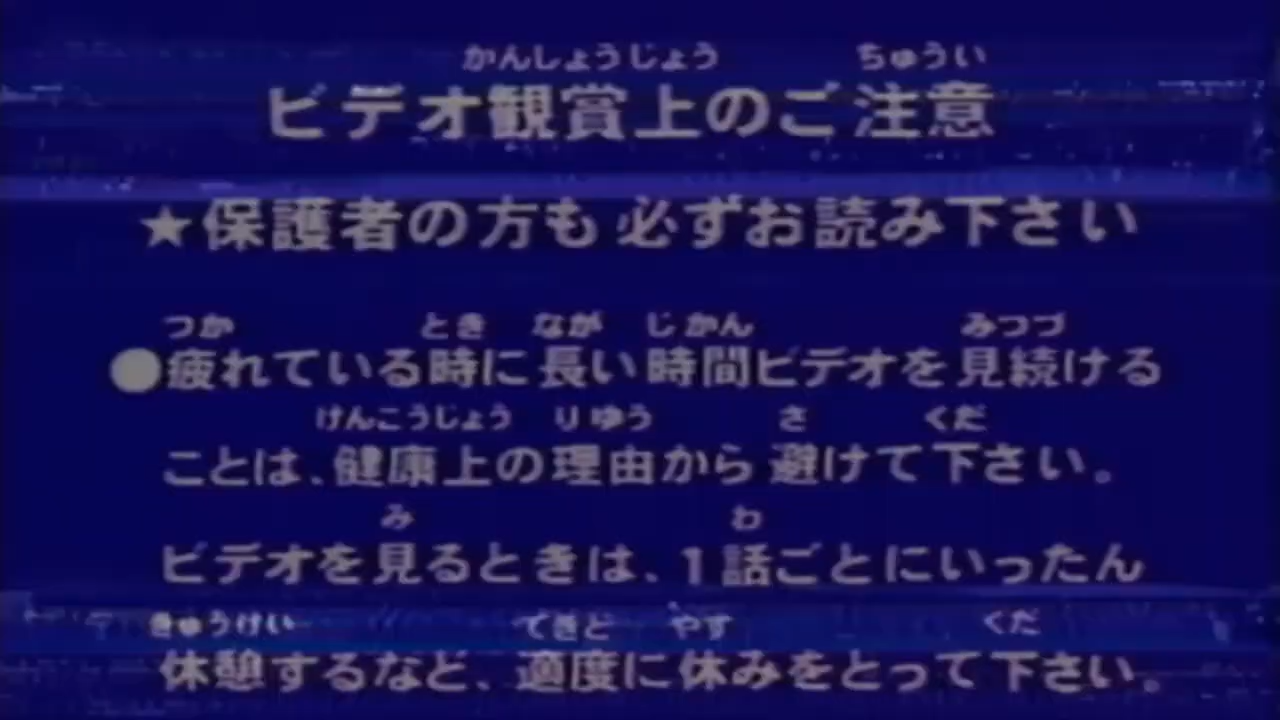 かんしょうじょう ちゅうい
ビデオ観賞上のご注意
★保護者の方も必ずお読み下さい
つか とき なが じかん みつづ
●疲れている時に長い時間ビデオを見続ける
けんこうじょう りゆう さ くだ
ことは、健康上の理由から避けて下さい。
み わ
ビデオを見るときは、1話ごとにいったん
きゅうけい てきど やす くだ
休憩するなど、適度に休みをとって下さい。